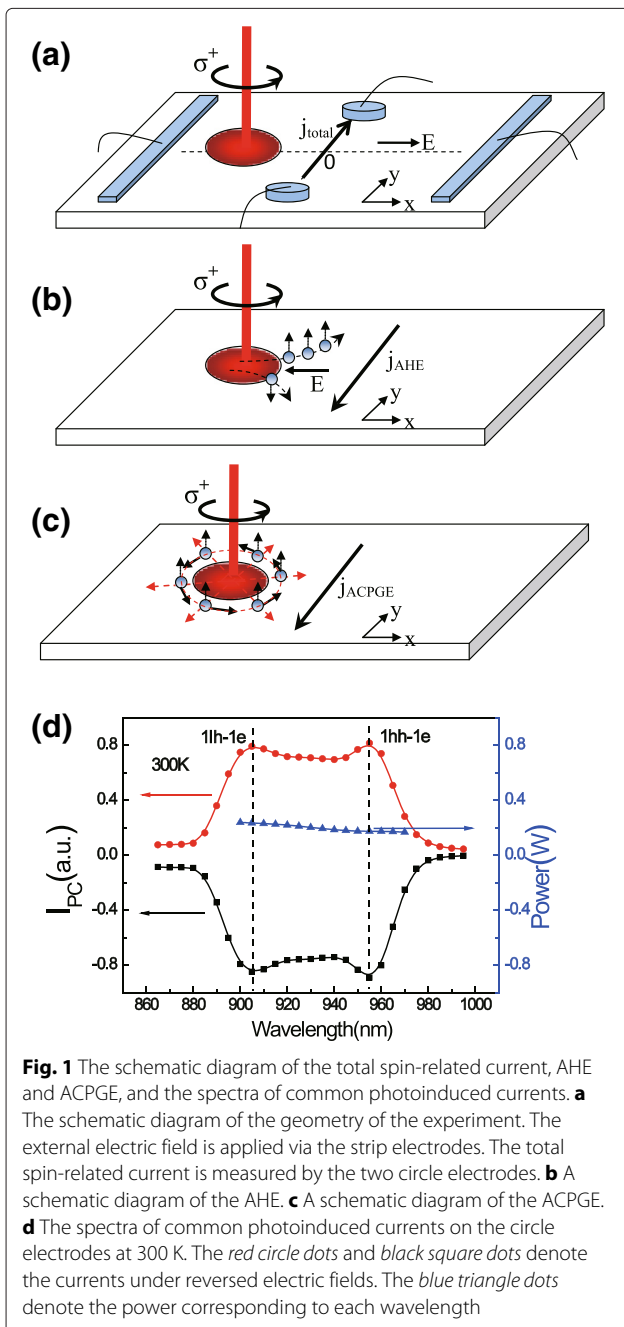 (a)
σ+
j_total
E
0
y
x
(b)
σ+
j_AHE
E
y
x
(c)
σ+
j_ACPGE
y
x
(d)
1lh-1e
1hh-1e
300K
I_PC(a.u.)
0.8
0.4
0.0
-0.4
-0.8
0.8
0.4
0.0
-0.4
-0.8
Power(W)
860 880 900 920 940 960 980 1000
Wavelength(nm)
Fig. 1 The schematic diagram of the total spin-related current, AHE
and ACPGE, and the spectra of common photoinduced currents. a
The schematic diagram of the geometry of the experiment. The
external electric field is applied via the strip electrodes. The total
spin-related current is measured by the two circle electrodes. b A
schematic diagram of the AHE. c A schematic diagram of the ACPGE.
d The spectra of common photoinduced currents on the circle
electrodes at 300 K. The red circle dots and black square dots denote
the currents under reversed electric fields. The blue triangle dots
denote the power corresponding to each wavelength